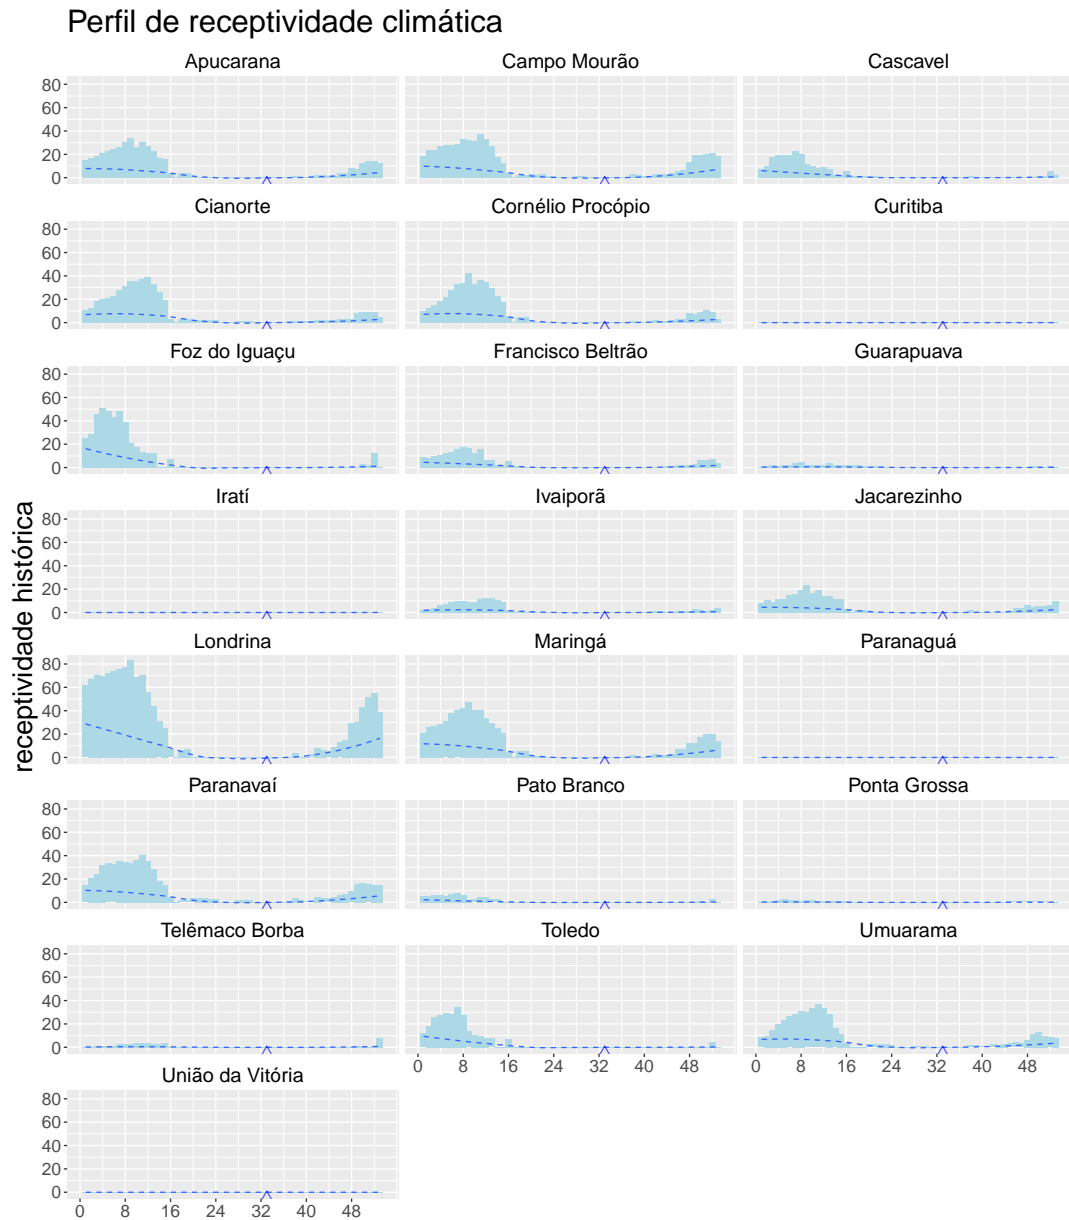 Perfil de receptividade climática
Apucarana
Campo Mourão
Cascavel
80
60
40
20
0
Cianorte
Cornélio Procópio
Curitiba
80
60
40
20
0
Foz do Iguaçu
Francisco Beltrão
Guarapuava
80
60
40
20
0
Iratí
Ivaiporã
Jacarezinho
80
60
40
20
0
receptividade histórica
Londrina
Maringá
Paranaguá
80
60
40
20
0
Paranavaí
Pato Branco
Ponta Grossa
80
60
40
20
0
Telêmaco Borba
Toledo
Umuarama
80
60
40
20
0
0 8 16 24 32 40 48
0 8 16 24 32 40 48
União da Vitória
80
60
40
20
0
0 8 16 24 32 40 48